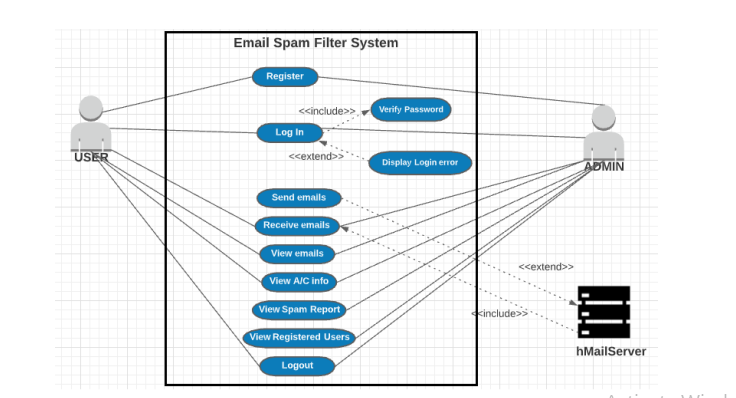 Email Spam Filter System
Register
<<include>>
Verify Password
Log In
<<extend>>
Display Login error
USER
ADMIN
Send emails
Receive emails
View emails
<<extend>>
View A/C info
View Spam Report
<<include>>
View Registered Users
hMailServer
Logout